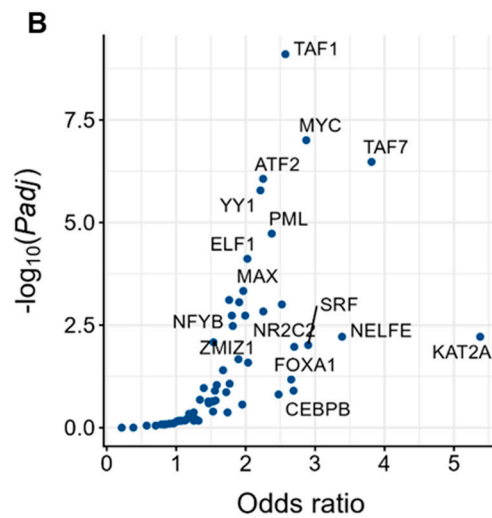 B
TAF1
7.5
MYC
TAF7
ATF2
YY1
5.0
PML
ELF1
MAX
SRF
2.5
NFYB
NR2C2
NELFE
ZMIZ1
KAT2A
FOXA1
CEBPB
0.0
-log10(Padj)
0 1 2 3 4 5
Odds ratio